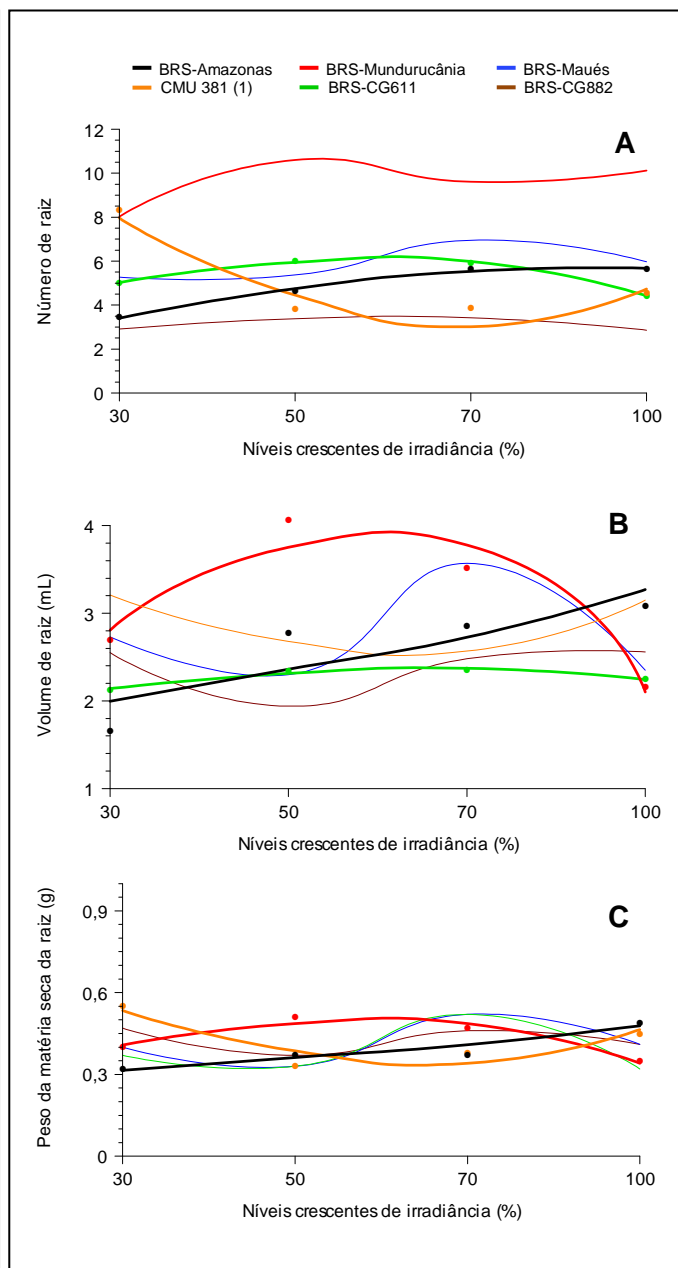 BRS-Amazonas BRS-Mundurucânia BRS-Maués
CMU 381 (1) BRS-CG611 BRS-CG882
A
Número de raiz
12
10
8
6
4
2
0
30 50 70 100
Níveis crescentes de irradiância (%)
B
Volume de raiz (mL)
4
3
2
1
30 50 70 100
Níveis crescentes de irradiância (%)
C
Peso da matéria seca da raiz (g)
0,9
0,6
0,3
0
30 50 70 100
Níveis crescentes de irradiância (%)